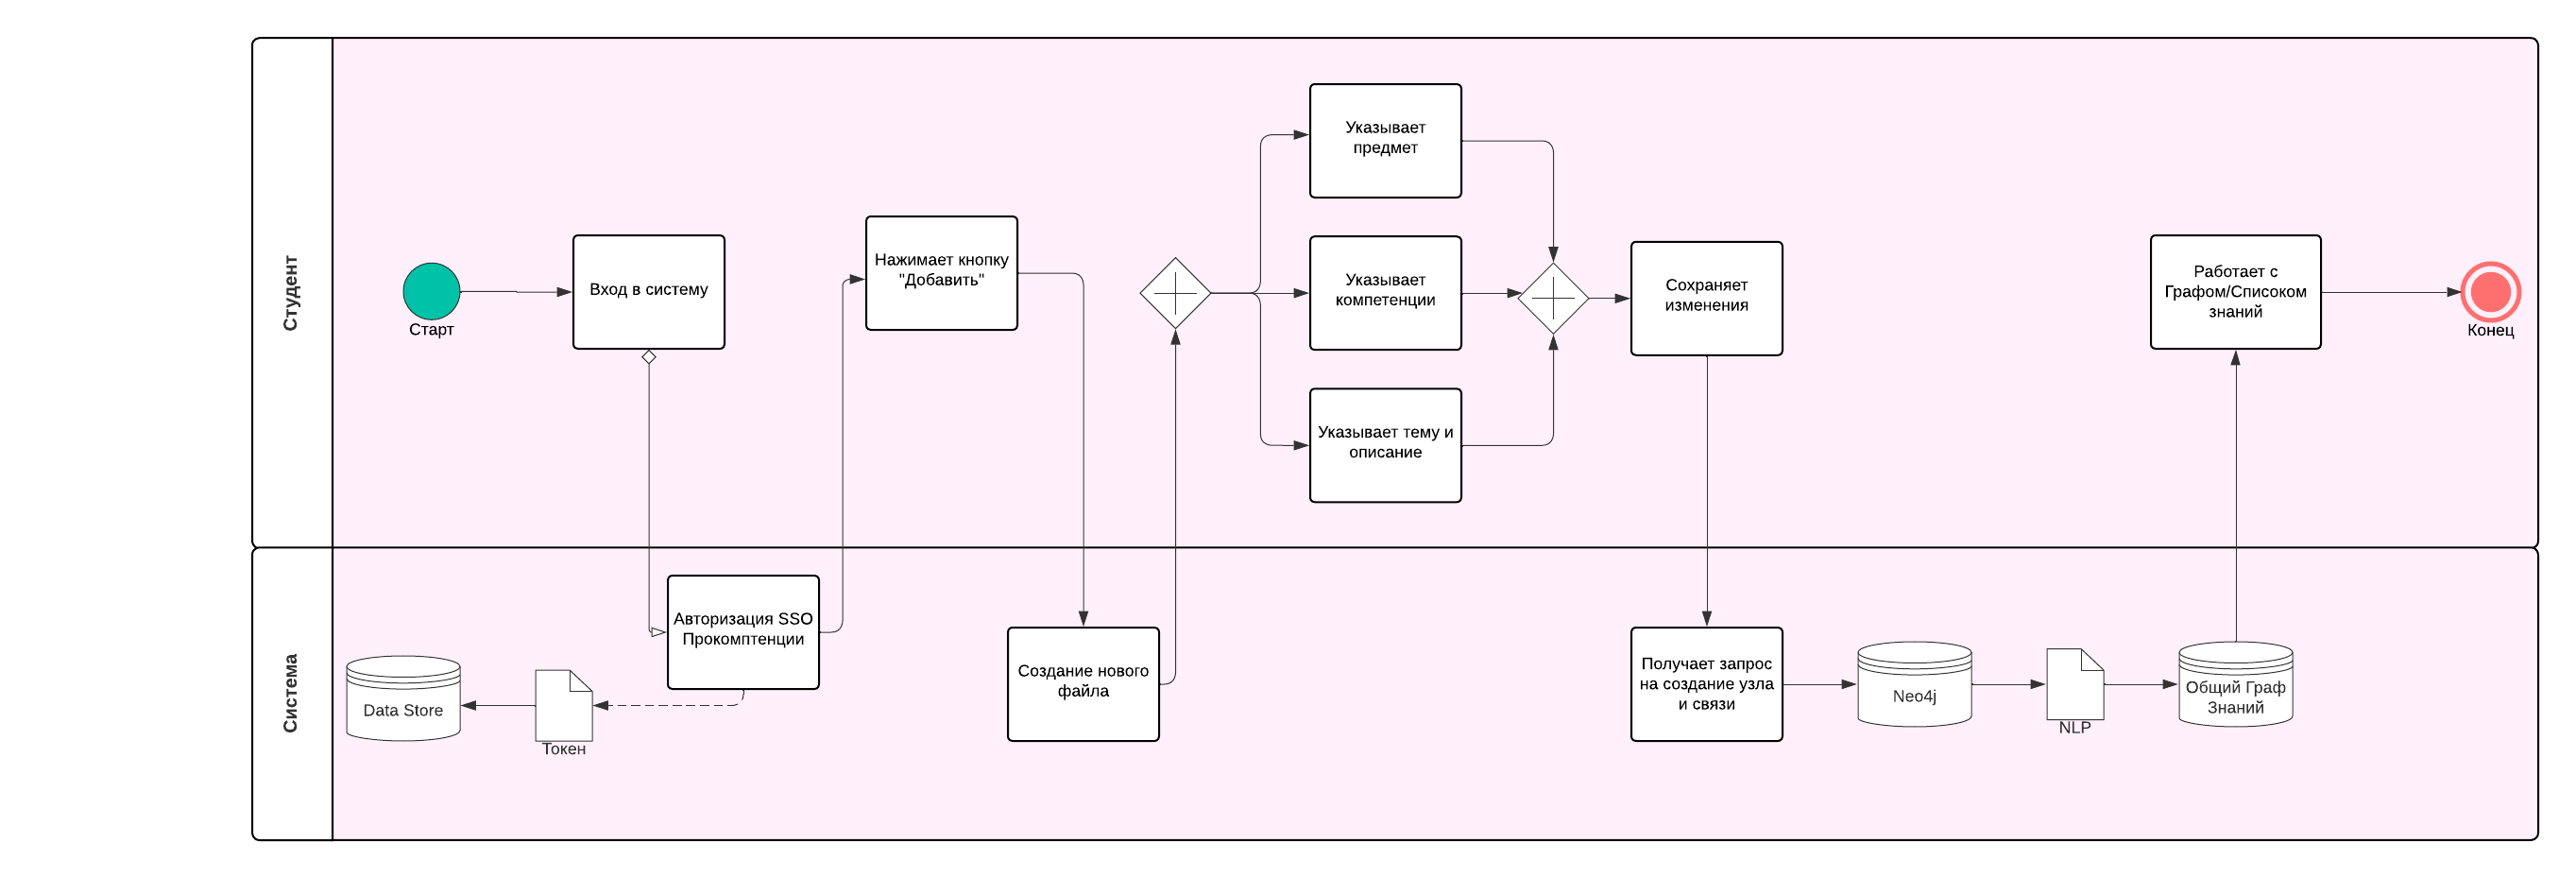 Студент
Старт
Вход в систему
Нажимает кнопку
"Добавить"
Указывает
предмет
Указывает
компетенции
Указывает тему и
описание
Сохраняет
изменения
Работает с
Графом/Списоком
знаний
Конец
Система
Data Store
Токен
Авторизация SSO
Прокомптенции
Создание нового
файла
Получает запрос
на создание узла
и связи
Neo4j
NLP
Общий Граф
Знаний